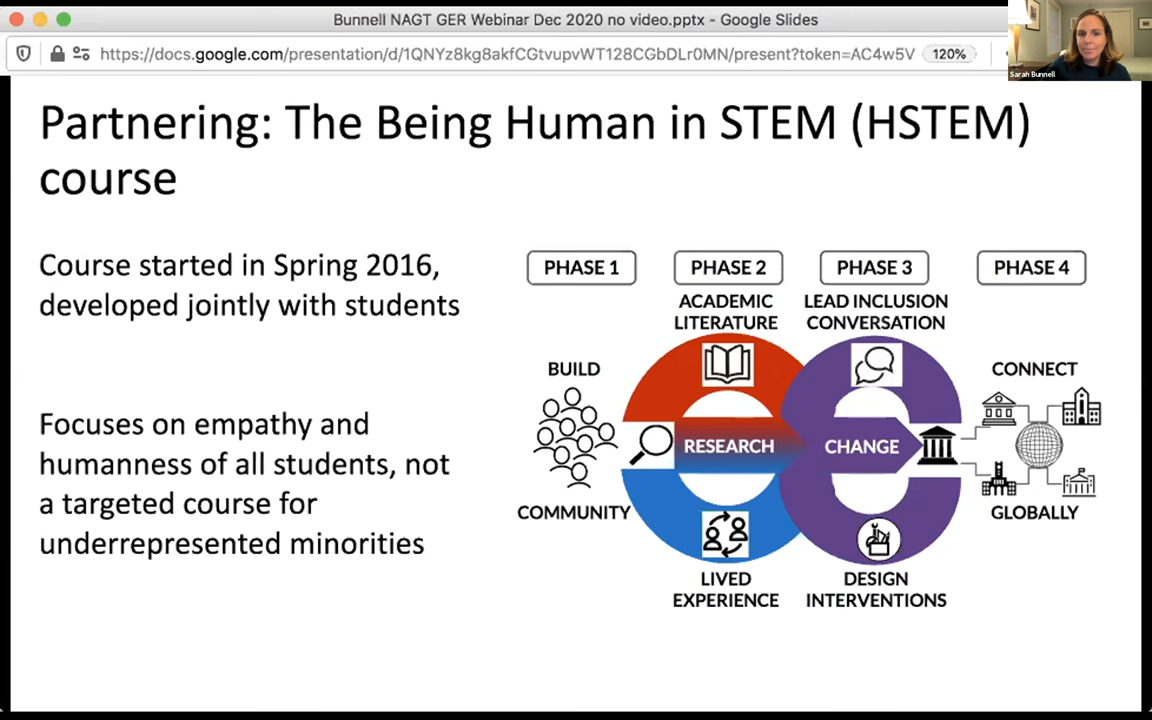 Bunnell NAGT GER Webinar Dec 2020 no video.pptx - Google Slides
https://docs.google.com/presentation/d/1QNYz8kg8akfCGtvupvWT128CGbDLr0MN/present?token=AC4w5V
120%
Sarah Bunnell
Partnering: The Being Human in STEM (HSTEM)
course
Course started in Spring 2016,
developed jointly with students
Focuses on empathy and
humanness of all students, not
a targeted course for
underrepresented minorities
PHASE 1
PHASE 2
PHASE 3
PHASE 4
ACADEMIC
LITERATURE
LEAD INCLUSION
CONVERSATION
BUILD
CONNECT
RESEARCH
CHANGE
COMMUNITY
GLOBALLY
LIVED
EXPERIENCE
DESIGN
INTERVENTIONS